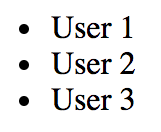 • User 1
• User 2
• User 3